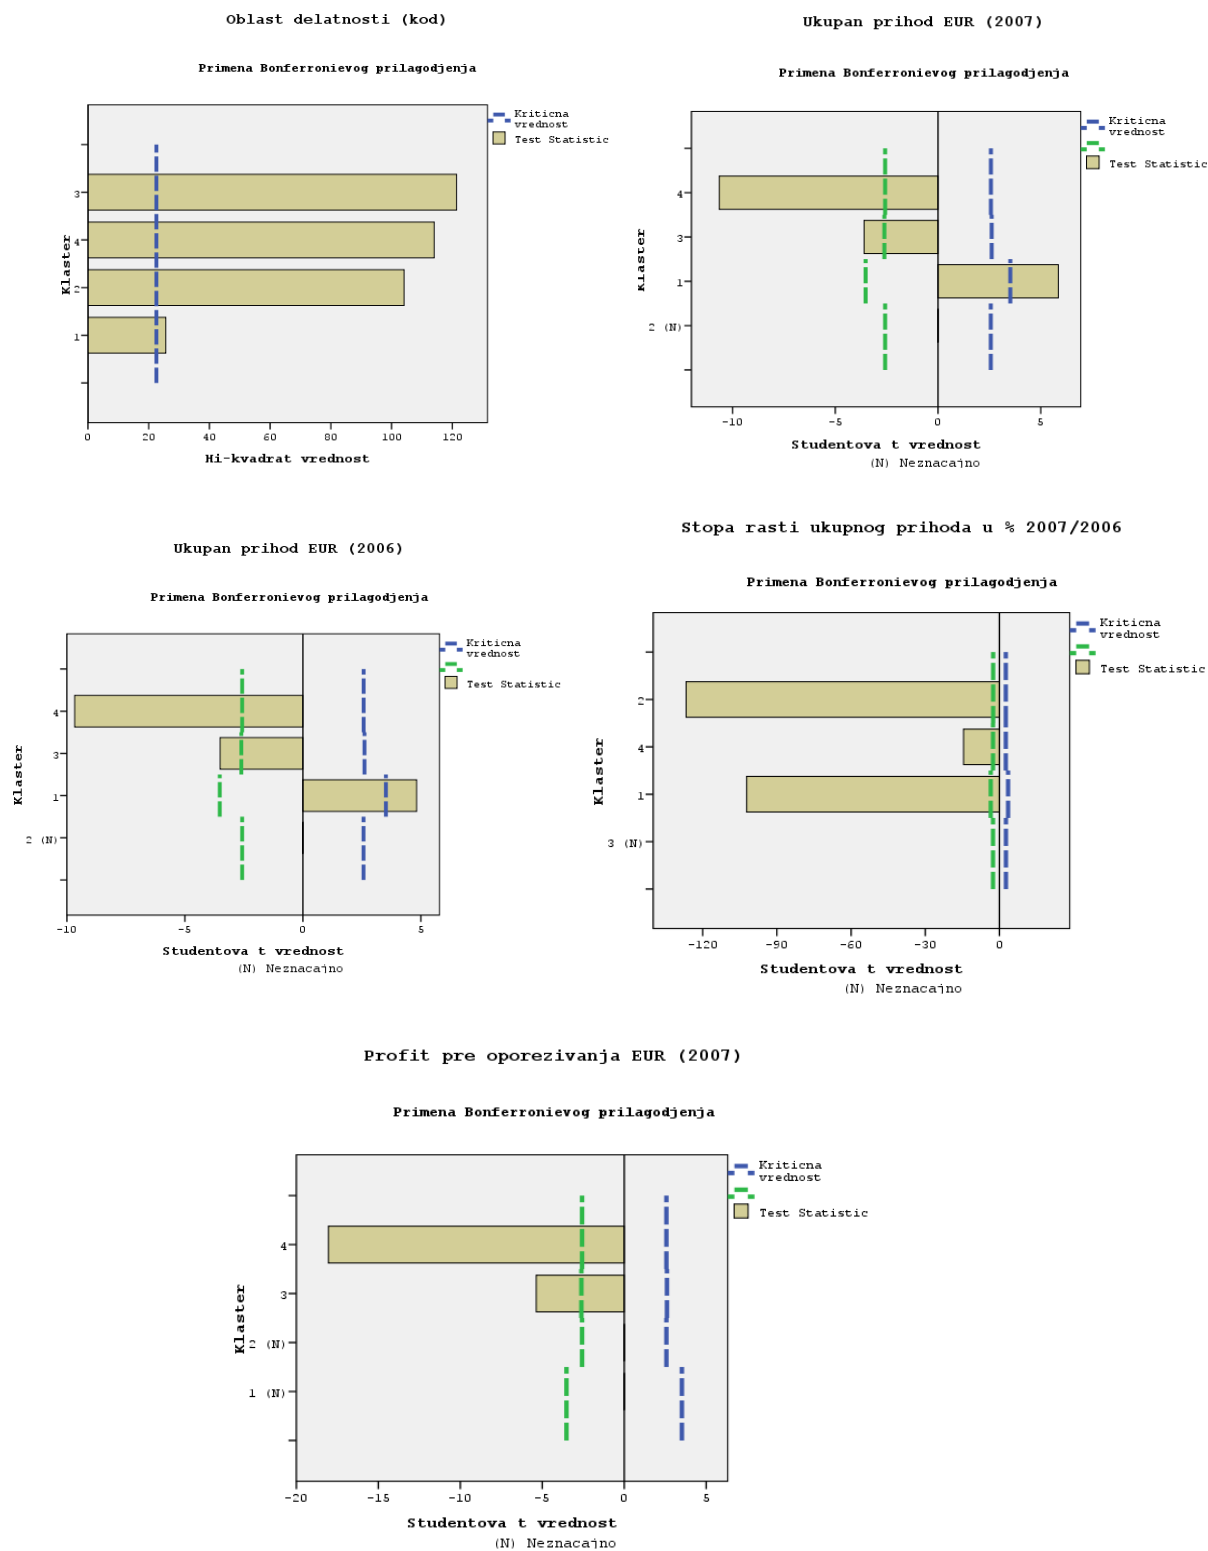 Oblast delatnosti (kod)
Primena Bonferronievog prilagodjenja
Kriticna
vrednost
Test Statistic
Klaster
3
4
2
1
0 20 40 60 80 100 120
Hi-kvadrat vrednost
Ukupan prihod EUR (2007)
Primena Bonferronievog prilagodjenja
Kriticna
vrednost
Test Statistic
Klaster
4
3
1
2 (N)
-10 -5 0 5
Studentova t vrednost
(N) Neznacajno
Ukupan prihod EUR (2006)
Primena Bonferronievog prilagodjenja
Kriticna
vrednost
Test Statistic
Klaster
4
3
1
2 (N)
-10 -5 0 5
Studentova t vrednost
(N) Neznacajno
Stopa rasti ukupnog prihoda u % 2007/2006
Primena Bonferronievog prilagodjenja
Kriticna
vrednost
Test Statistic
Klaster
2
4
1
3 (N)
-120 -90 -60 -30 0
Studentova t vrednost
(N) Neznacajno
Profit pre oporezivanja EUR (2007)
Primena Bonferronievog prilagodjenja
Kriticna
vrednost
Test Statistic
Klaster
4
3
2 (N)
1 (N)
-20 -15 -10 -5 0 5
Studentova t vrednost
(N) Neznacajno